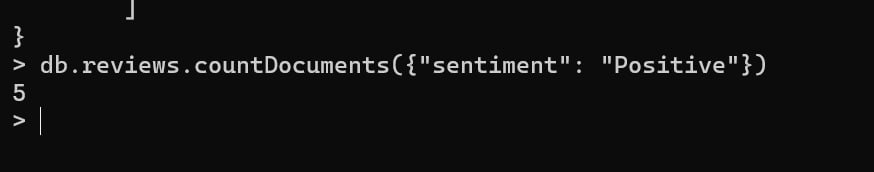 ]
}
> db.reviews.countDocuments({"sentiment": "Positive"})
5
>